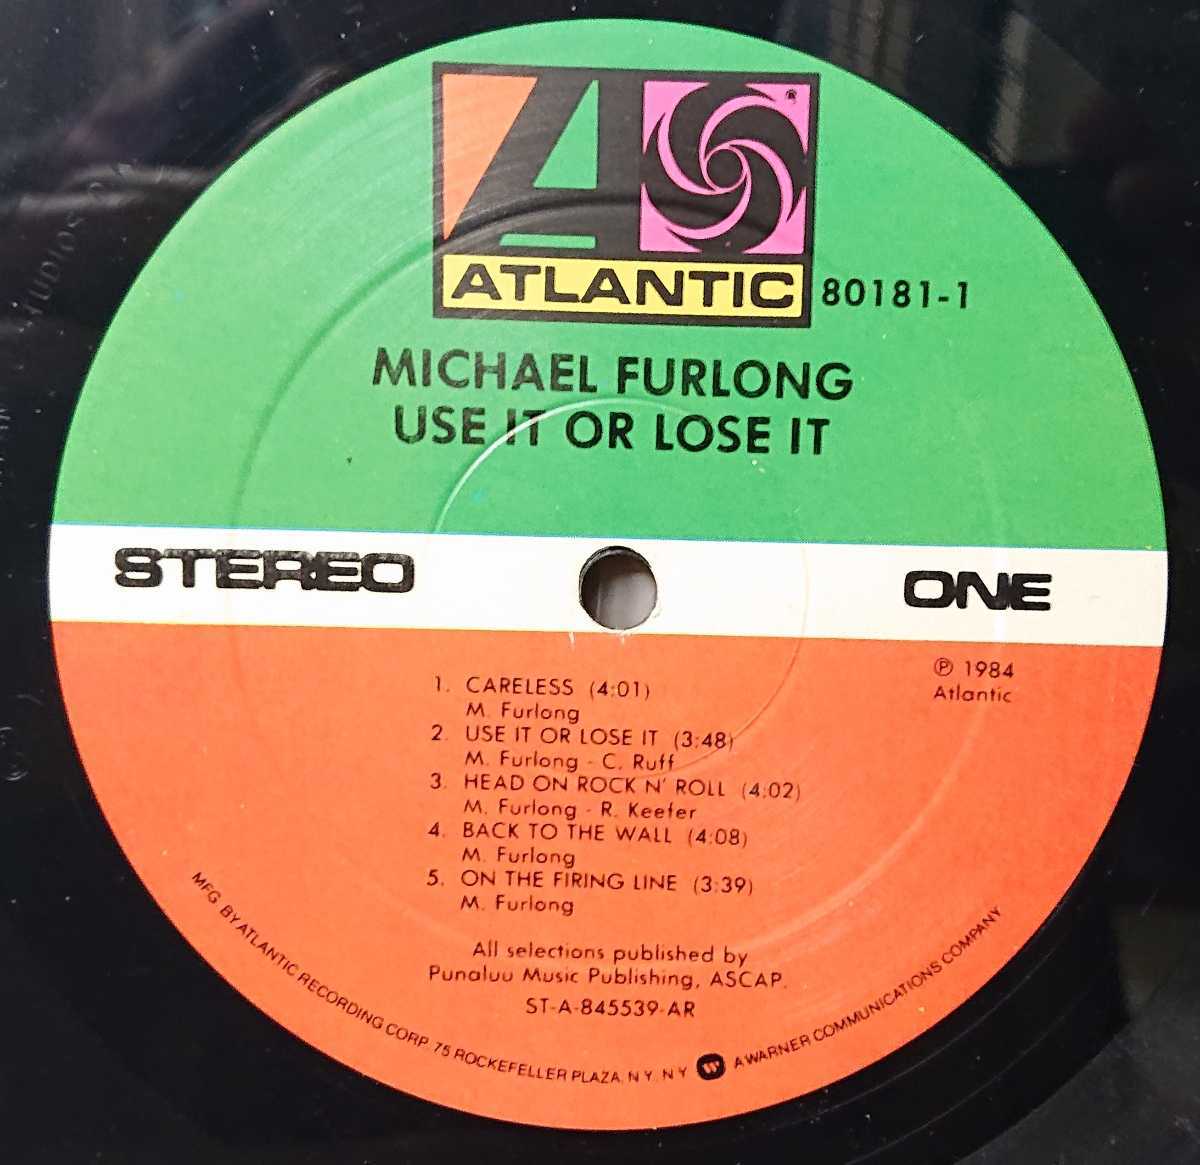 ATLANTIC
80181-1
MICHAEL FURLONG
USE IT OR LOSE IT
STEREO
ONE
℗ 1984
Atlantic
1. CARELESS (4:01)
M. Furlong
2. USE IT OR LOSE IT (3:48)
M. Furlong - C. Ruff
3. HEAD ON ROCK N' ROLL (4:02)
M. Furlong - R. Keefer
4. BACK TO THE WALL (4:08)
M. Furlong
5. ON THE FIRING LINE (3:39)
M. Furlong
All selections published by
Punaluu Music Publishing, ASCAP.
ST-A-845539-AR
MFG. BY ATLANTIC RECORDING CORP. 75 ROCKEFELLER PLAZA, N.Y. N.Y. A WARNER COMMUNICATIONS COMPANY